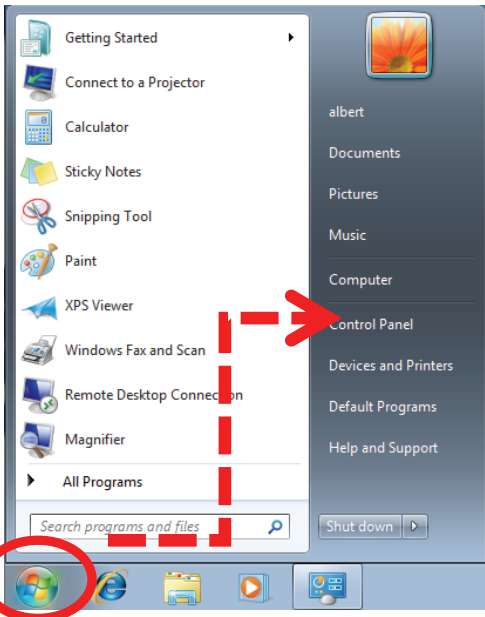 Getting Started
Connect to a Projector
Calculator
Sticky Notes
Snipping Tool
Paint
XPS Viewer
Windows Fax and Scan
Remote Desktop Connection
Magnifier
All Programs
Search programs and files
albert
Documents
Pictures
Music
Computer
Control Panel
Devices and Printers
Default Programs
Help and Support
Shut down